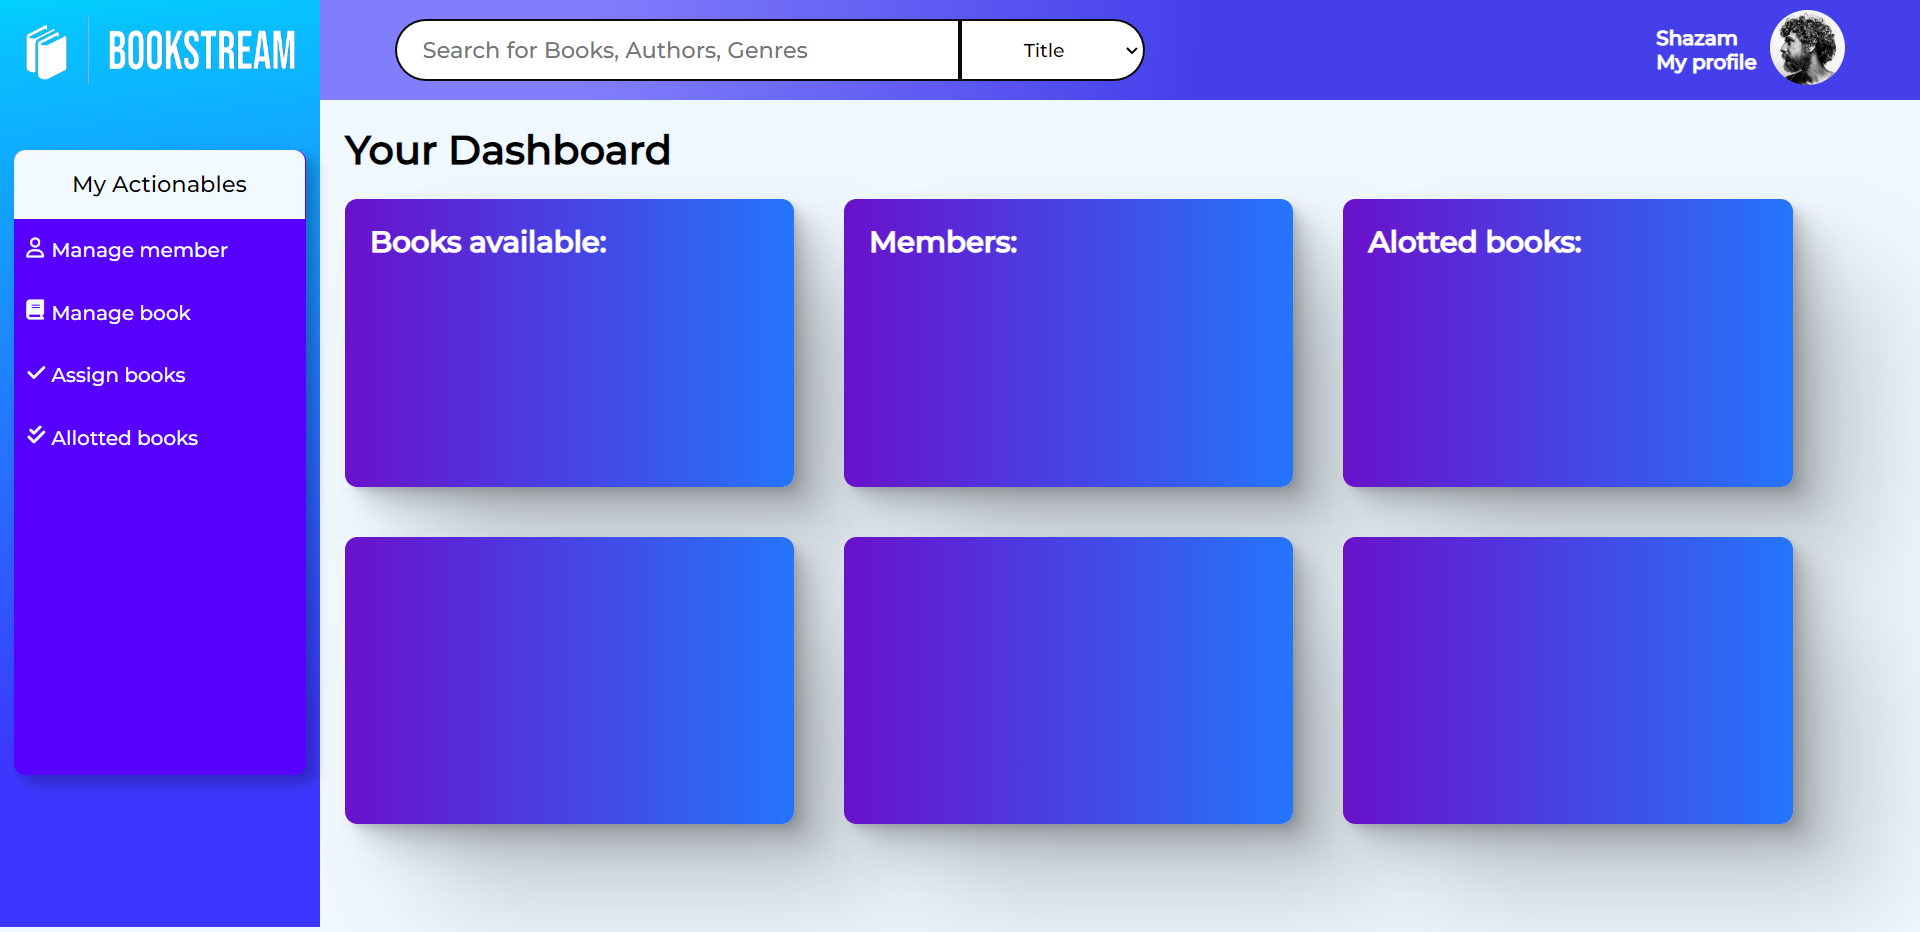 BOOKSTREAM
Search for Books, Authors, Genres
Title
Shazam
My profile
My Actionables
Manage member
Manage book
Assign books
Allotted books
Your Dashboard
Books available:
Members:
Alotted books: